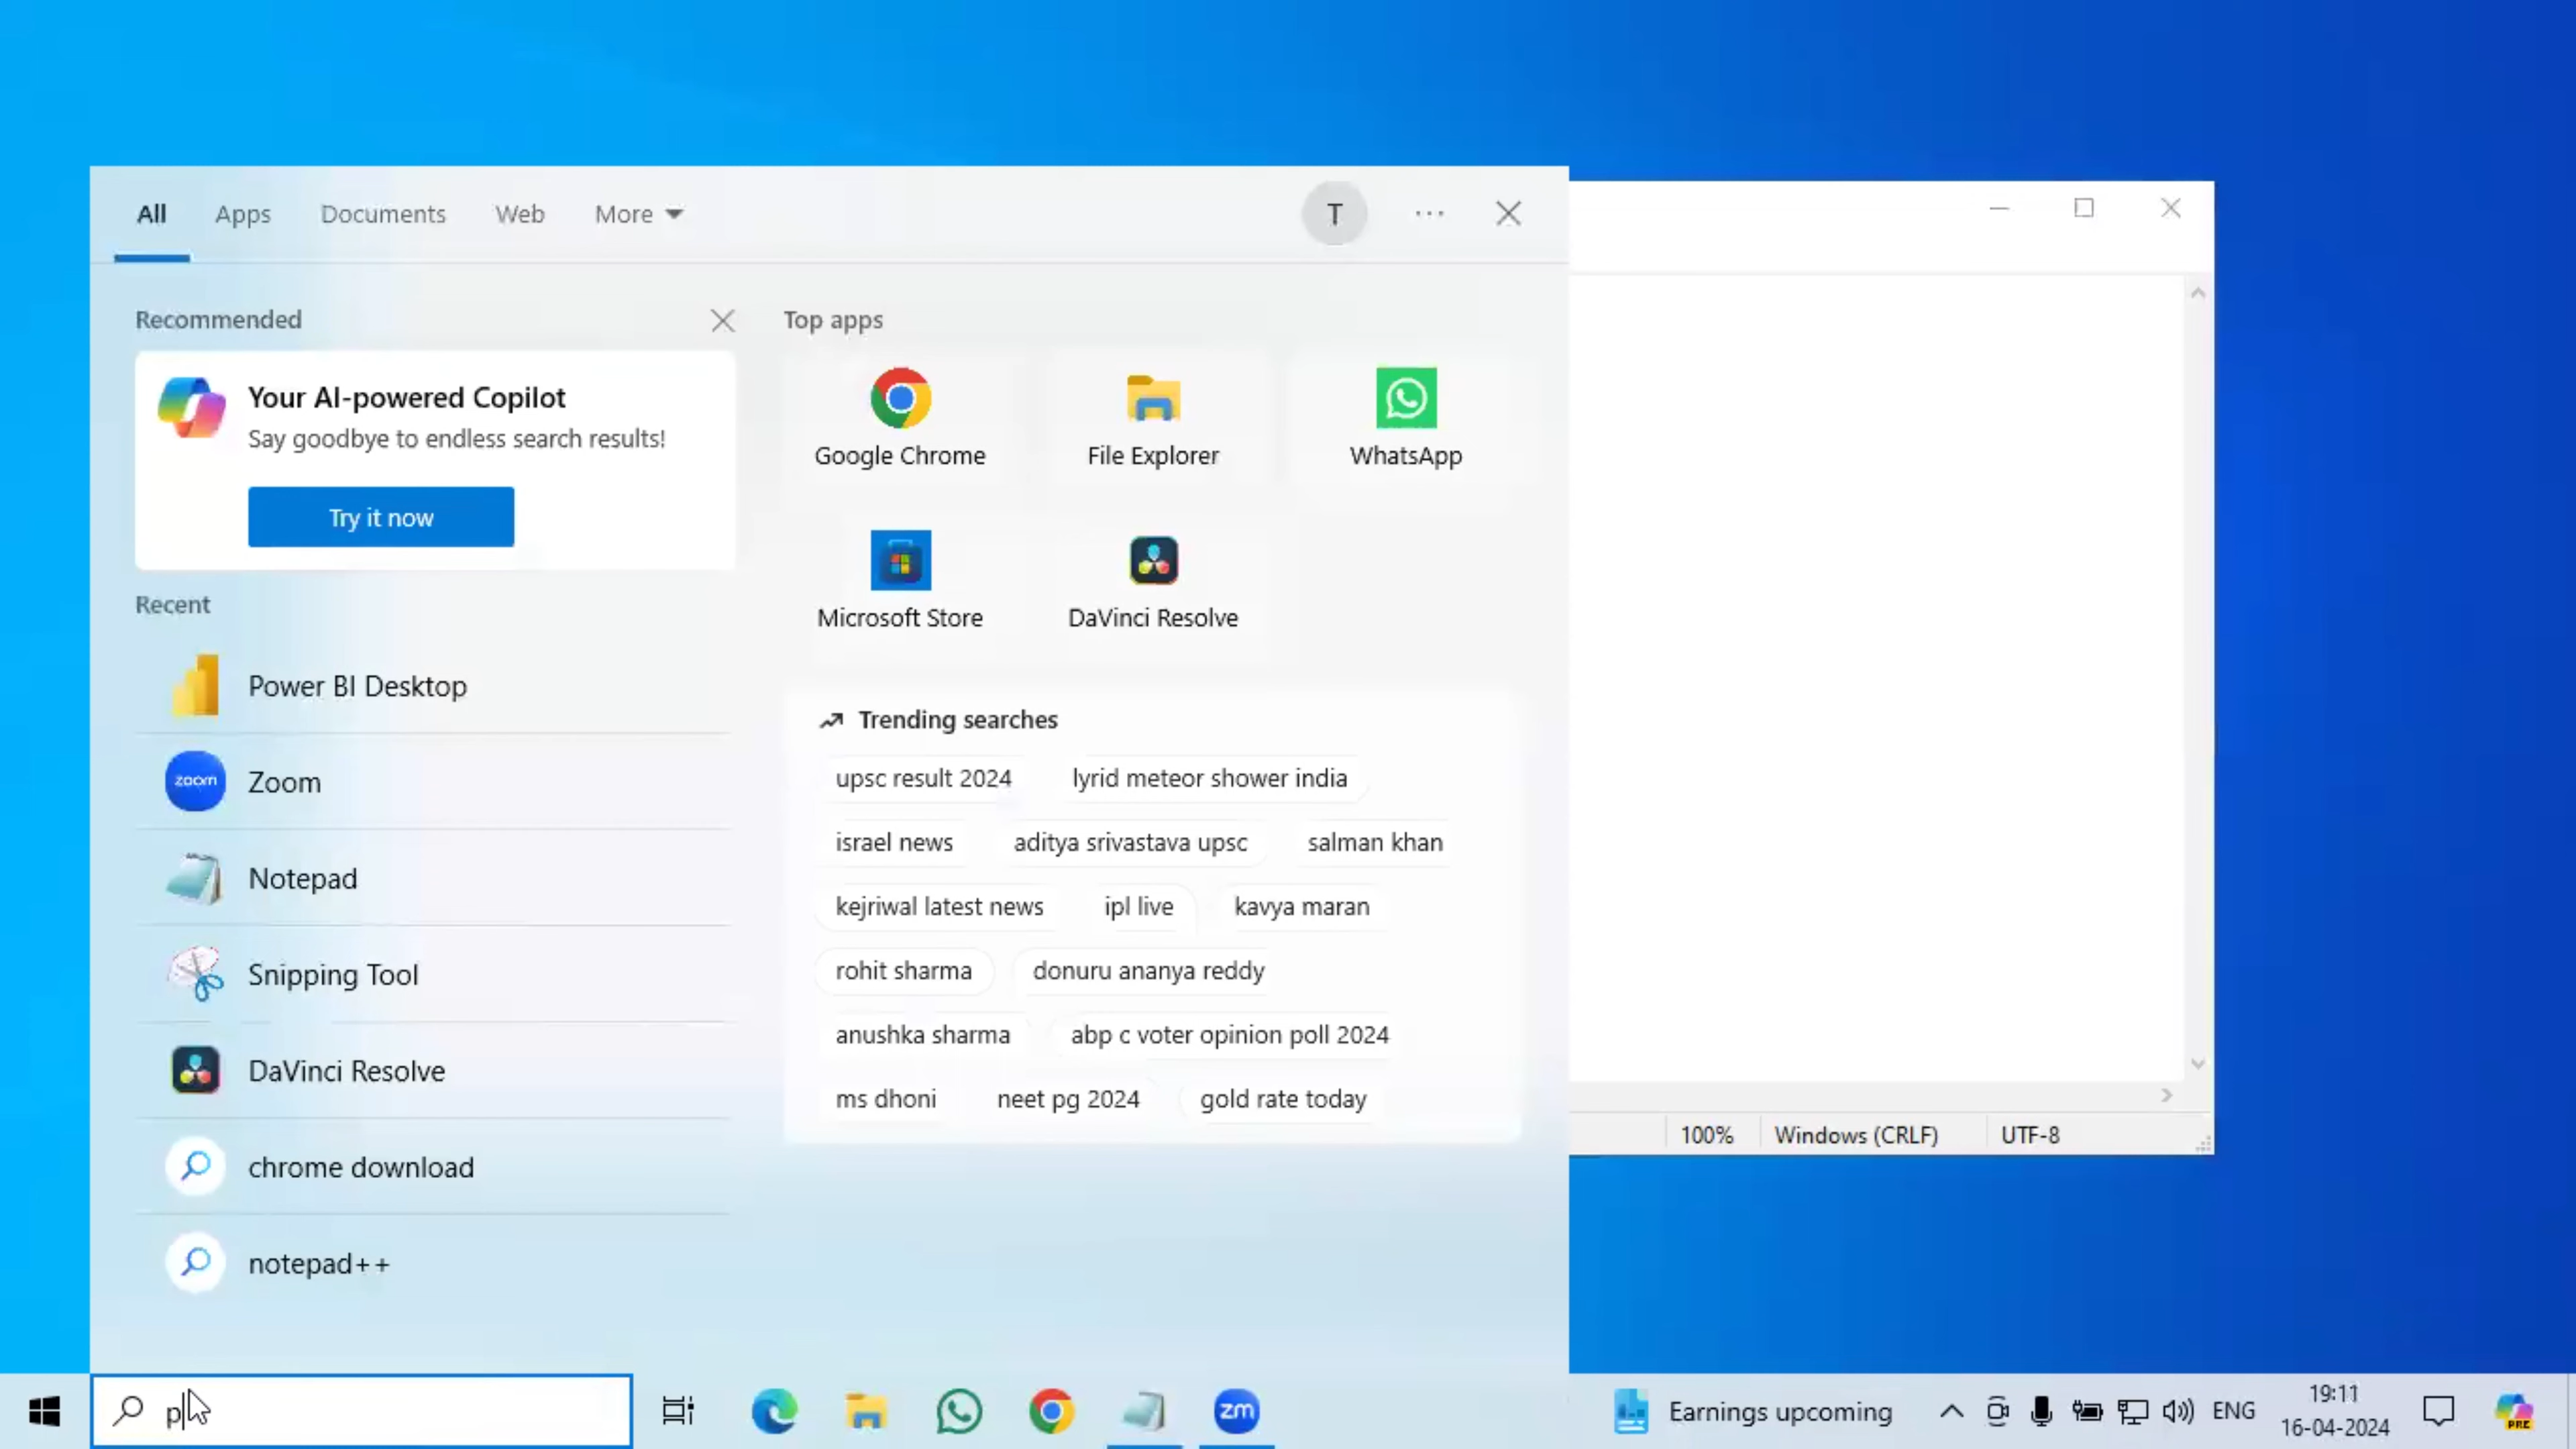 All Apps Documents Web More T
Recommended
Your AI-powered Copilot
Say goodbye to endless search results!
Try it now
Recent
Power BI Desktop
zoom Zoom
Notepad
Snipping Tool
DaVinci Resolve
chrome download
notepad++
Top apps
Google Chrome File Explorer WhatsApp
Microsoft Store DaVinci Resolve
Trending searches
upsc result 2024 lyrid meteor shower india
israel news aditya srivastava upsc salman khan
kejriwal latest news ipl live kavya maran
rohit sharma donuru ananya reddy
anushka sharma abp c voter opinion poll 2024
ms dhoni neet pg 2024 gold rate today
100% Windows (CRLF) UTF-8
p zm Earnings upcoming ENG 19:11
16-04-2024 PRE